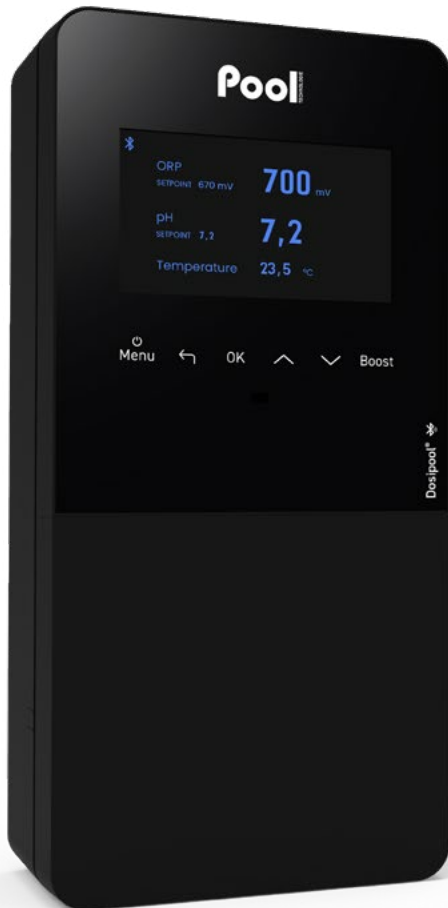 Pool
TECHNOLOGIE
ORP
SETPOINT 670 mV 700 mV
pH
SETPOINT 7,2 7,2
Temperature 23,5 °C
Menu OK Boost
Dosipool®